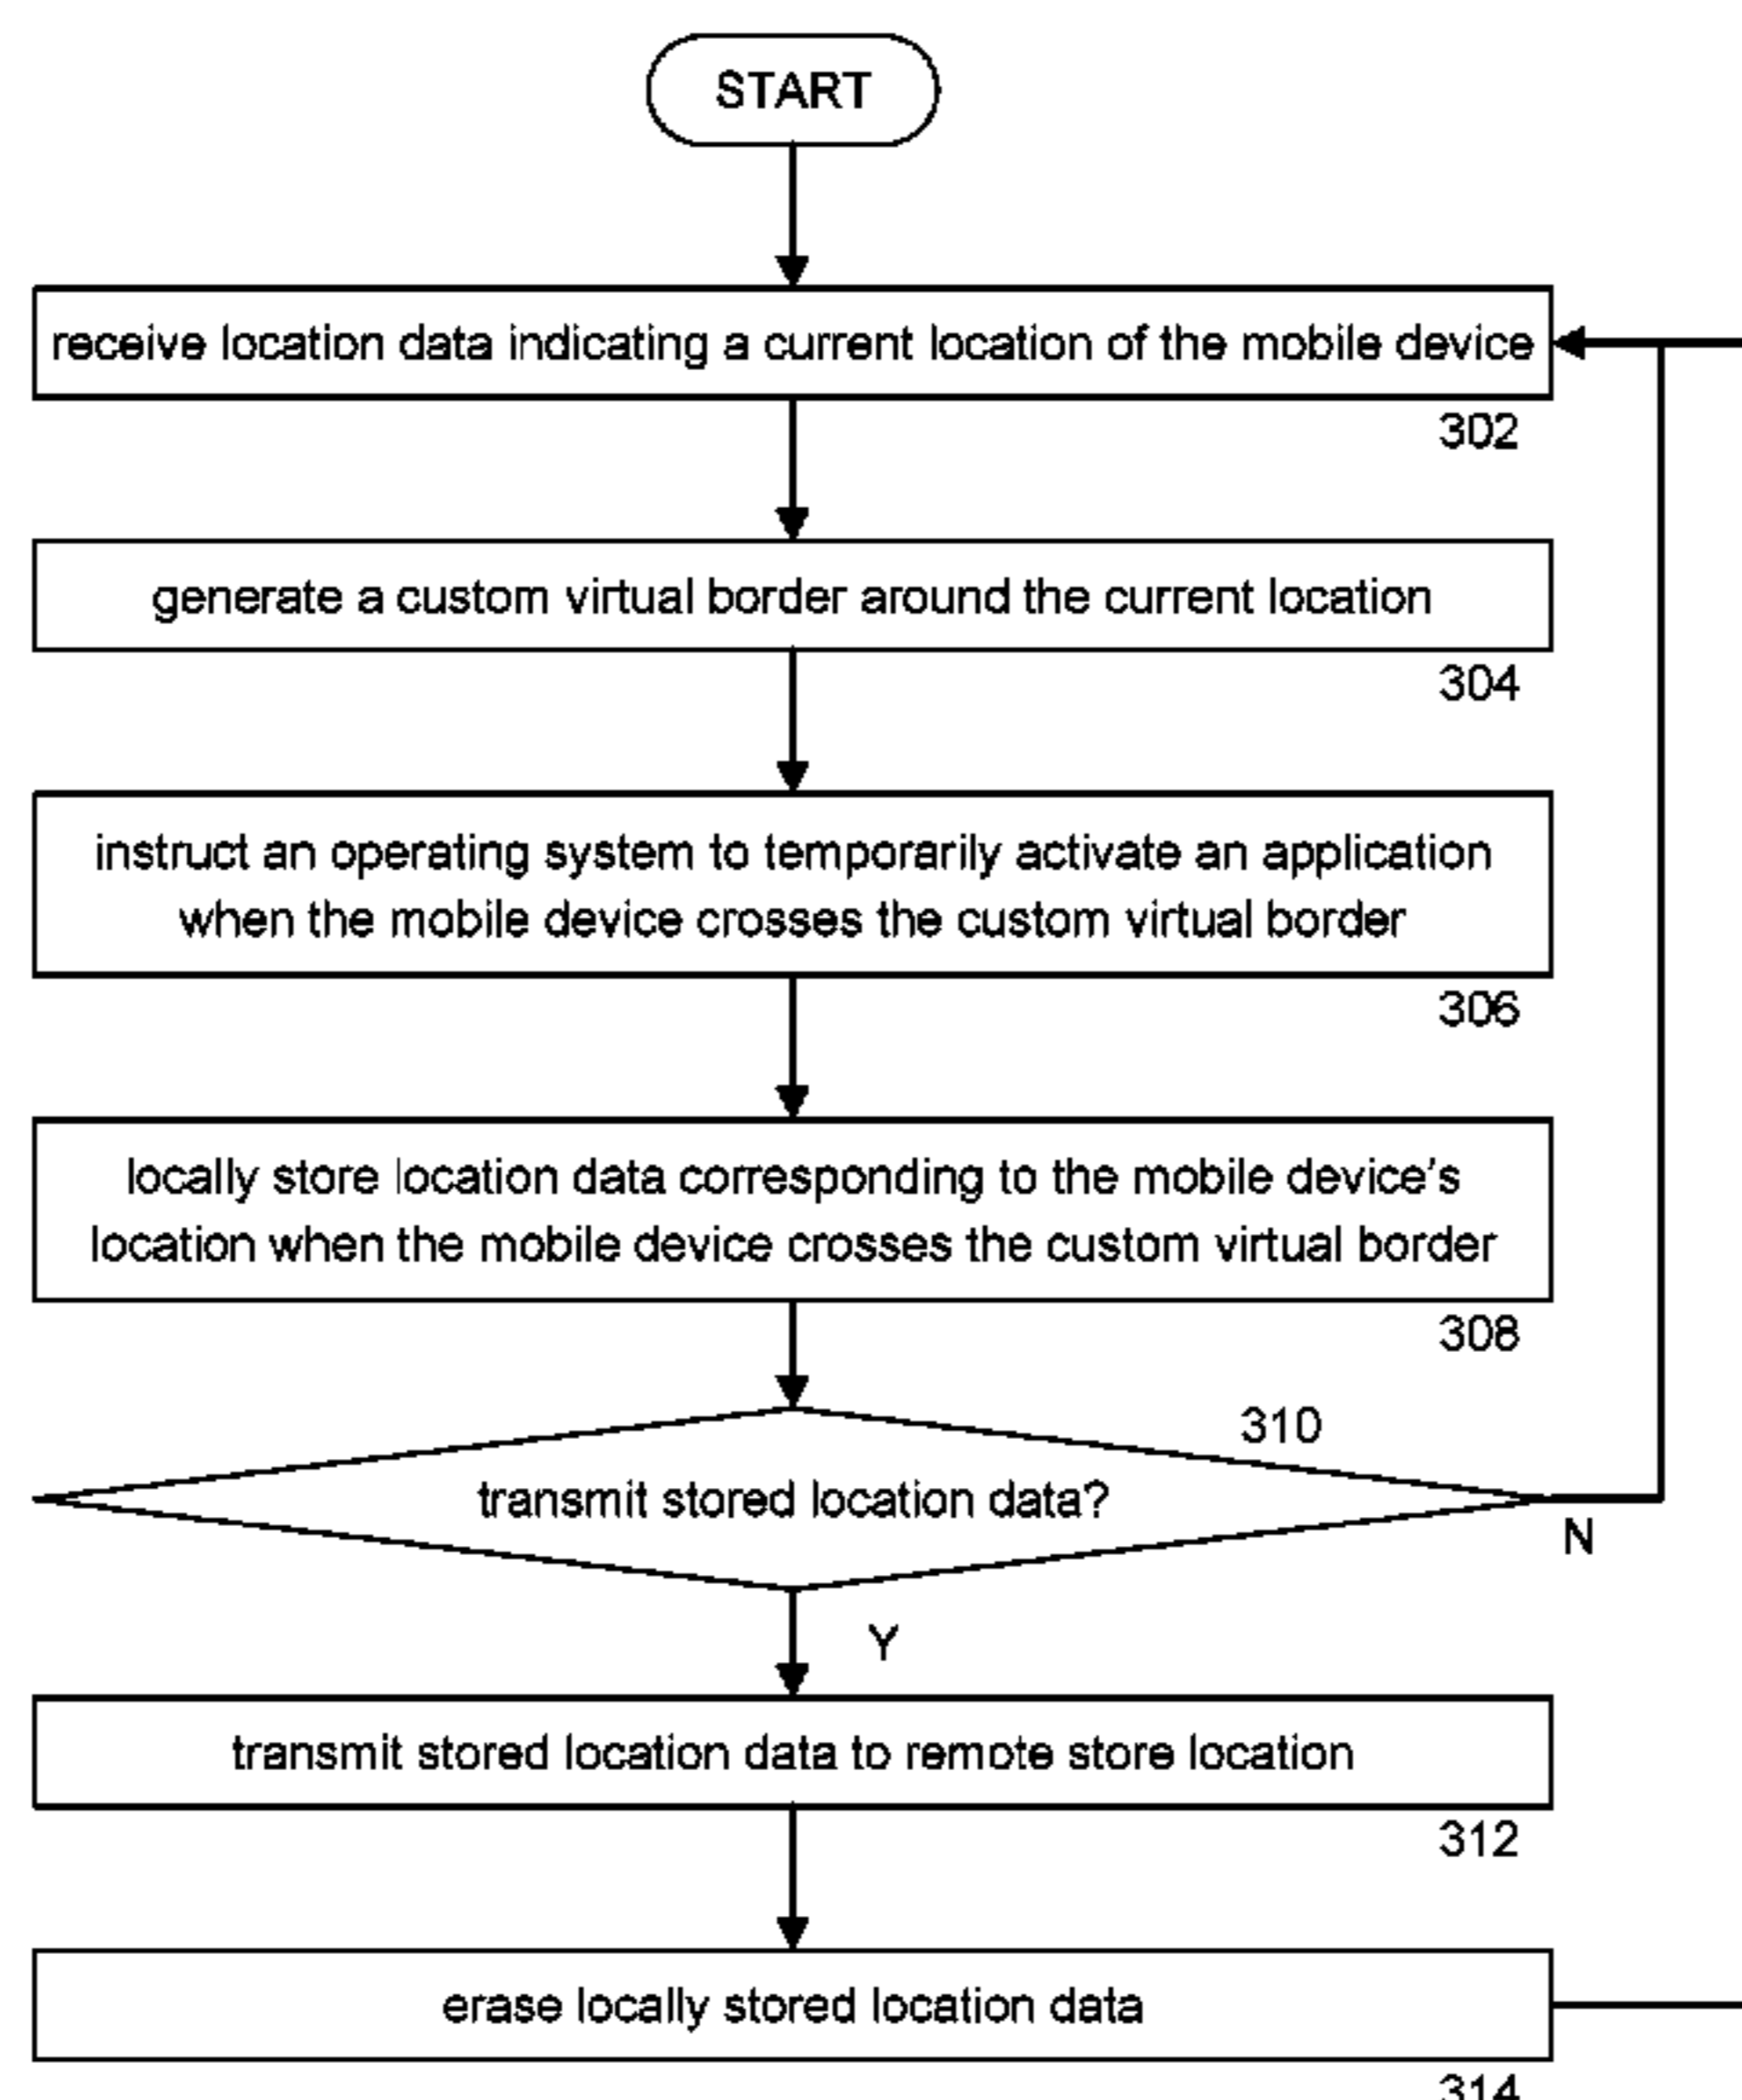 START
receive location data indicating a current location of the mobile device
302
generate a custom virtual border around the current location
304
instruct an operating system to temporarily activate an application
when the mobile device crosses the custom virtual border
306
locally store location data corresponding to the mobile device's
location when the mobile device crosses the custom virtual border
308
310
transmit stored location data?
N
Y
transmit stored location data to remote store location
312
erase locally stored location data
314